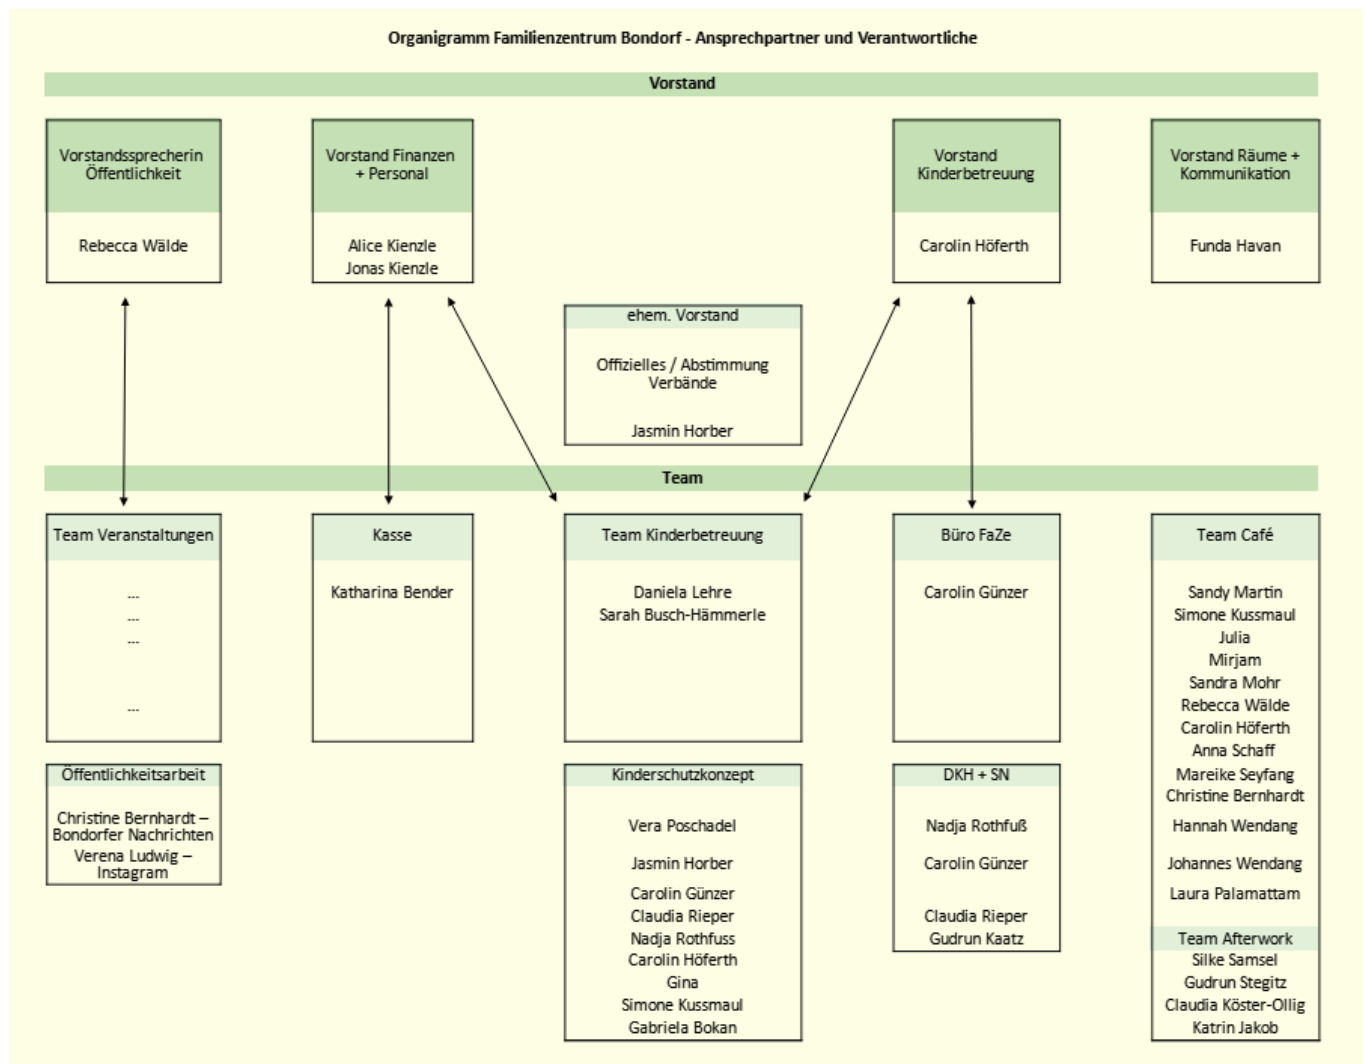 Organigramm Familienzentrum Bondorf - Ansprechpartner und Verantwortliche
Vorstand
Vorstandssprecherin
Öffentlichkeit
Rebecca Wälde
Vorstand Finanzen
+ Personal
Alice Kienzle
Jonas Kienzle
Vorstand
Kinderbetreuung
Carolin Höferth
Vorstand Räume +
Kommunikation
Funda Havan
ehem. Vorstand
Offizielles / Abstimmung
Verbände
Jasmin Horber
Team
Team Veranstaltungen
...
...
...
...
Kasse
Katharina Bender
Team Kinderbetreuung
Daniela Lehre
Sarah Busch-Hämmerle
Büro FaZe
Carolin Günzer
Team Café
Sandy Martin
Simone Kussmaul
Julia
Mirjam
Sandra Mohr
Rebecca Wälde
Carolin Höferth
Anna Schaff
Mareike Seyfang
Christine Bernhardt
Hannah Wendang
Johannes Wendang
Laura Palamattam
Team Afterwork
Silke Samsel
Gudrun Stegitz
Claudia Köster-Ollig
Katrin Jakob
Öffentlichkeitsarbeit
Christine Bernhardt –
Bondorfer Nachrichten
Verena Ludwig –
Instagram
Kinderschutzkonzept
Vera Poschadel
Jasmin Horber
Carolin Günzer
Claudia Rieper
Nadja Rothfuss
Carolin Höferth
Gina
Simone Kussmaul
Gabriela Bokan
DKH + SN
Nadja Rothfuß
Carolin Günzer
Claudia Rieper
Gudrun Kaatz